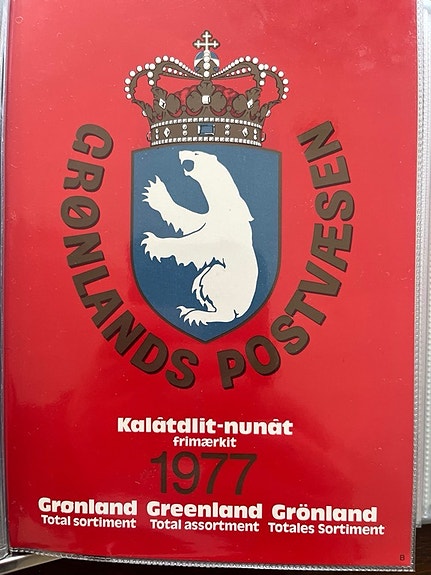 GRØNLANDS POSTVÆSEN
Kalâtdlit-nunât
frimærkit
1977
Grønland Greenland Grönland
Total sortiment Total assortment Totales Sortiment
B